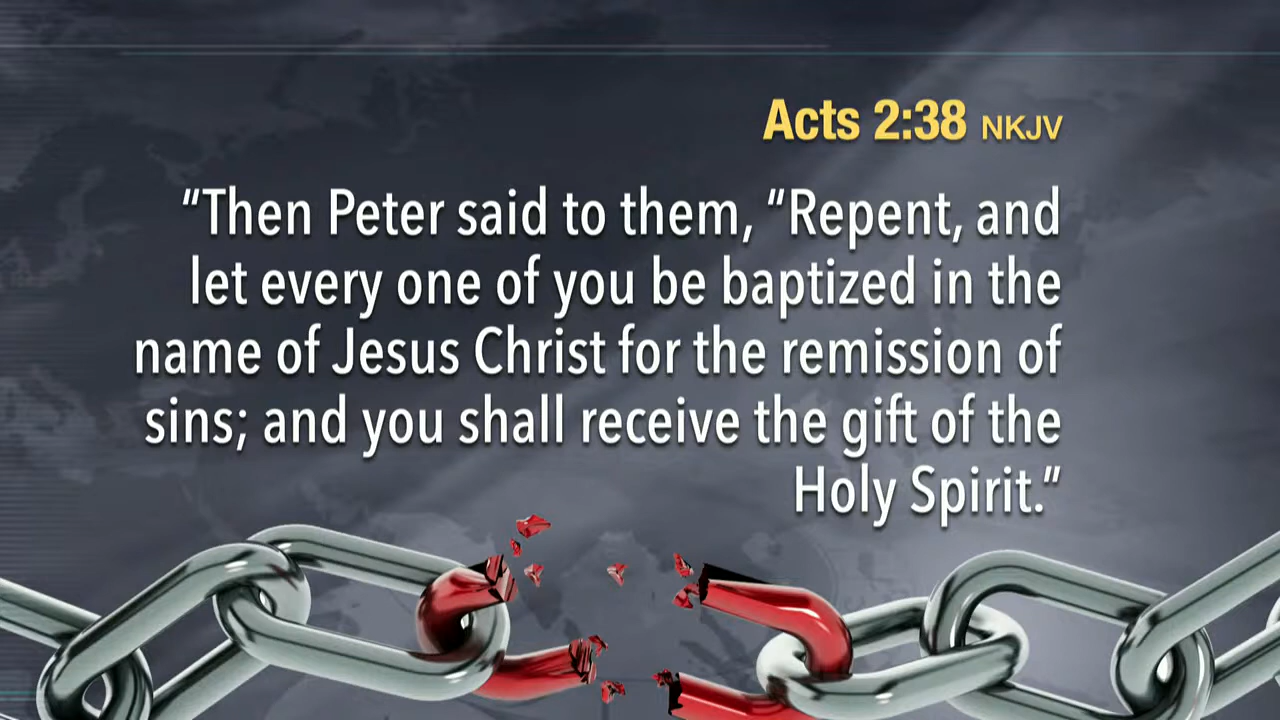 Acts 2:38 NKJV
“Then Peter said to them, “Repent, and
let every one of you be baptized in the
name of Jesus Christ for the remission of
sins; and you shall receive the gift of the
Holy Spirit.”